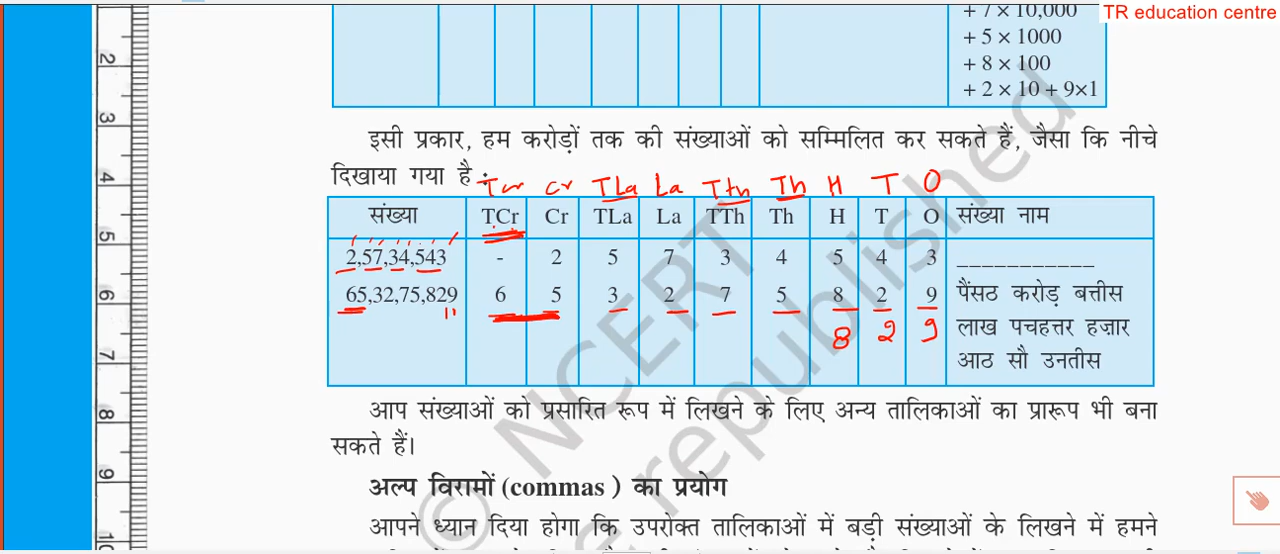 TR education centre
+ 7 × 10,000
+ 5 × 1000
+ 8 × 100
+ 2 × 10 + 9×1
इसी प्रकार, हम करोड़ों तक की संख्याओं को सम्मिलित कर सकते हैं, जैसा कि नीचे
दिखाया गया है :
Tcr Cr TLa La Tth Th H T O
संख्या TCr Cr TLa La TTh Th H T O संख्या नाम
2,57,34,543 - 2 5 7 3 4 5 4 3 ___________
65,32,75,829 6 5 3 2 7 5 8 2 9 पैंसठ करोड़ बत्तीस
लाख पचहत्तर हज़ार
8 2 9
आठ सौ उनतीस
आप संख्याओं को प्रसारित रूप में लिखने के लिए अन्य तालिकाओं का प्रारूप भी बना
सकते हैं।
अल्प विरामों (commas ) का प्रयोग
आपने ध्यान दिया होगा कि उपरोक्त तालिकाओं में बड़ी संख्याओं के लिखने में हमने
2
3
4
5
6
7
8
9
10
© NCERT
be republished